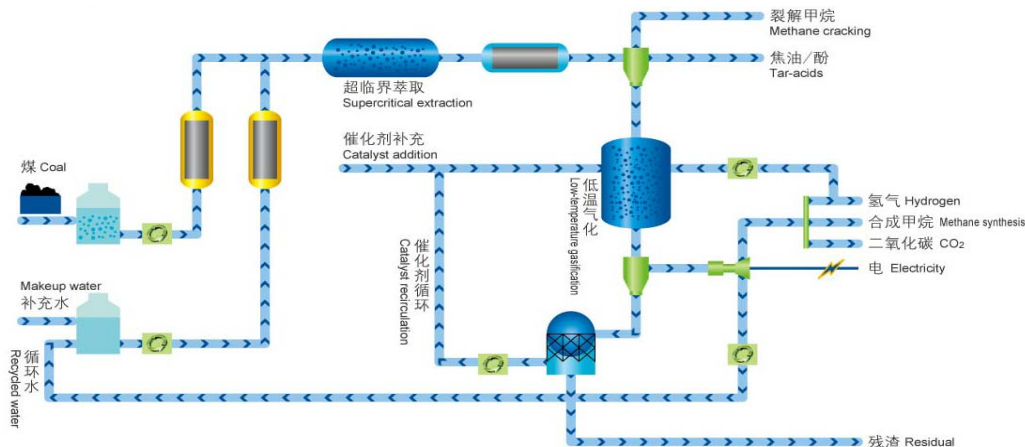 裂解甲烷
Methane cracking
焦油/酚
Tar-acids
超临界萃取
Supercritical extraction
催化剂补充
Catalyst addition
煤 Coal
低温气化
Low-temperature gasification
氢气 Hydrogen
合成甲烷 Methane synthesis
二氧化碳 CO₂
电 Electricity
催化剂循环
Catalyst recirculation
Makeup water
补充水
循环水
Recycled water
残渣 Residual